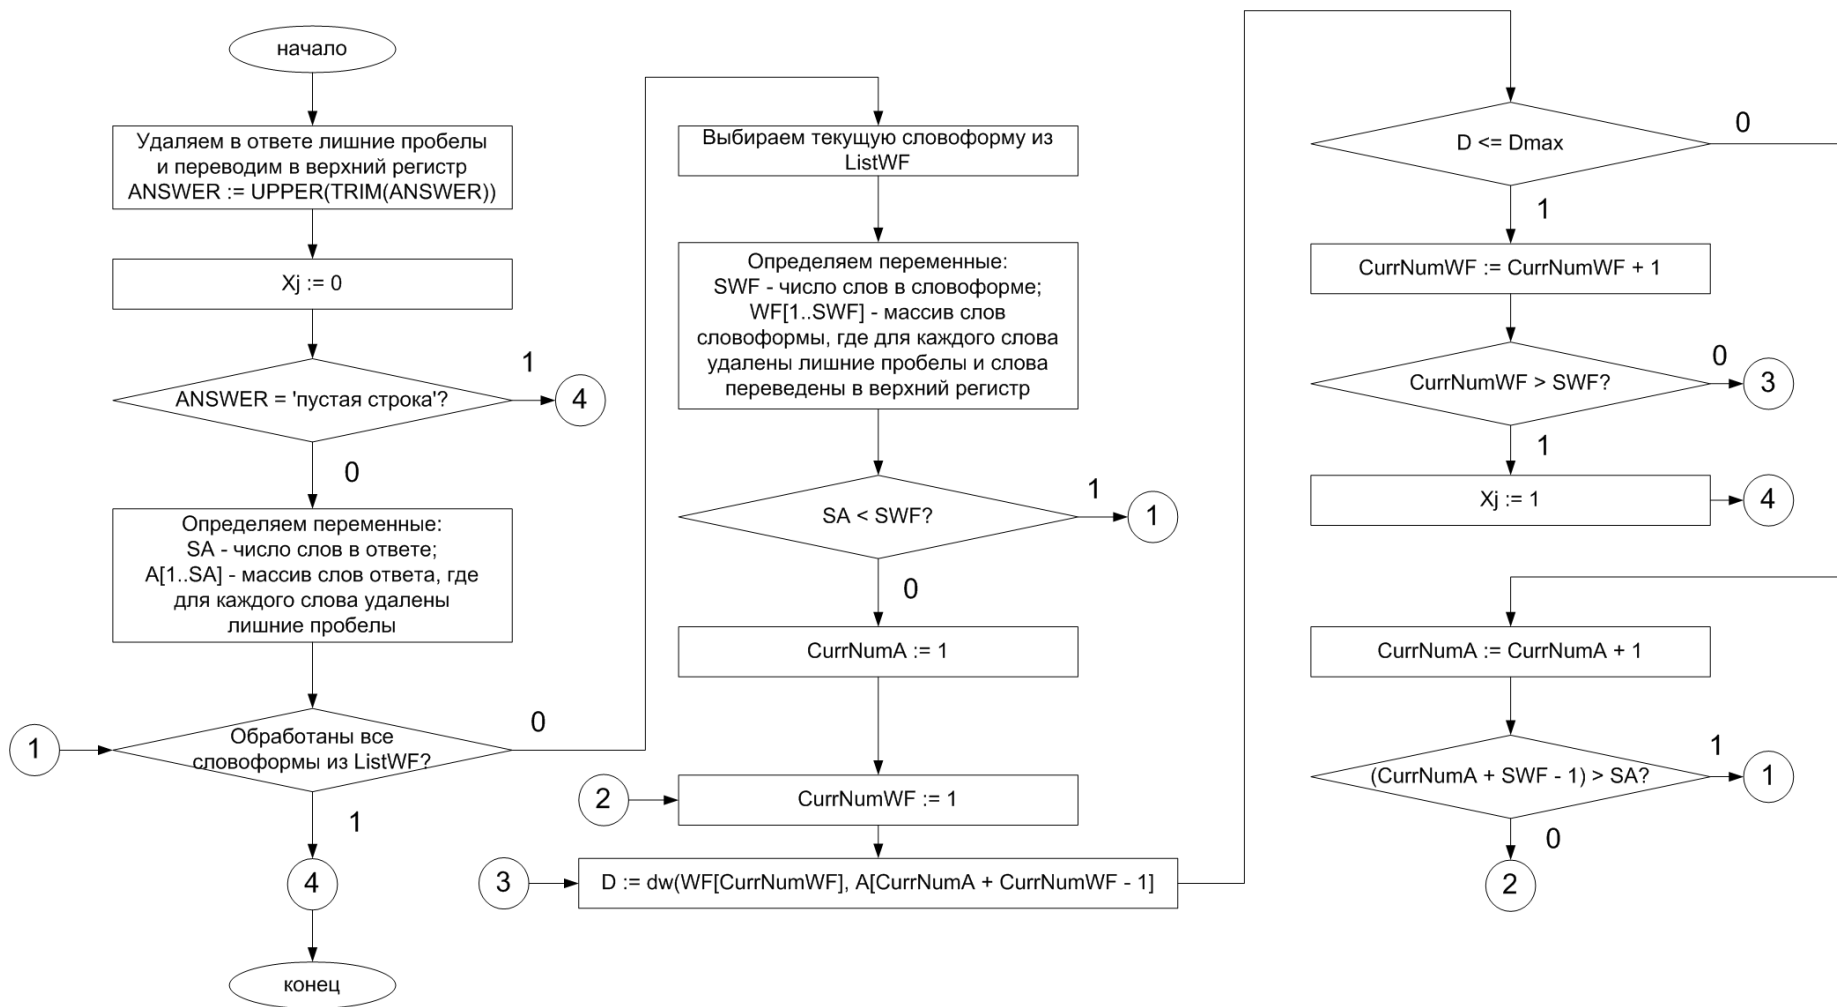 начало
Удаляем в ответе лишние пробелы
и переводим в верхний регистр
ANSWER := UPPER(TRIM(ANSWER))
Xj := 0
ANSWER = 'пустая строка'?
1
4
0
Определяем переменные:
SA - число слов в ответе;
A[1..SA] - массив слов ответа, где
для каждого слова удалены
лишние пробелы
1
Обработаны все
словоформы из ListWF?
0
1
4
конец
Выбираем текущую словоформу из
ListWF
Определяем переменные:
SWF - число слов в словоформе;
WF[1..SWF] - массив слов
словоформы, где для каждого слова
удалены лишние пробелы и слова
переведены в верхний регистр
SA < SWF?
1
1
0
CurrNumA := 1
2
CurrNumWF := 1
3
D := dw(WF[CurrNumWF], A[CurrNumA + CurrNumWF - 1]
D <= Dmax
0
1
CurrNumWF := CurrNumWF + 1
CurrNumWF > SWF?
0
3
1
Xj := 1
4
CurrNumA := CurrNumA + 1
(CurrNumA + SWF - 1) > SA?
1
1
0
2